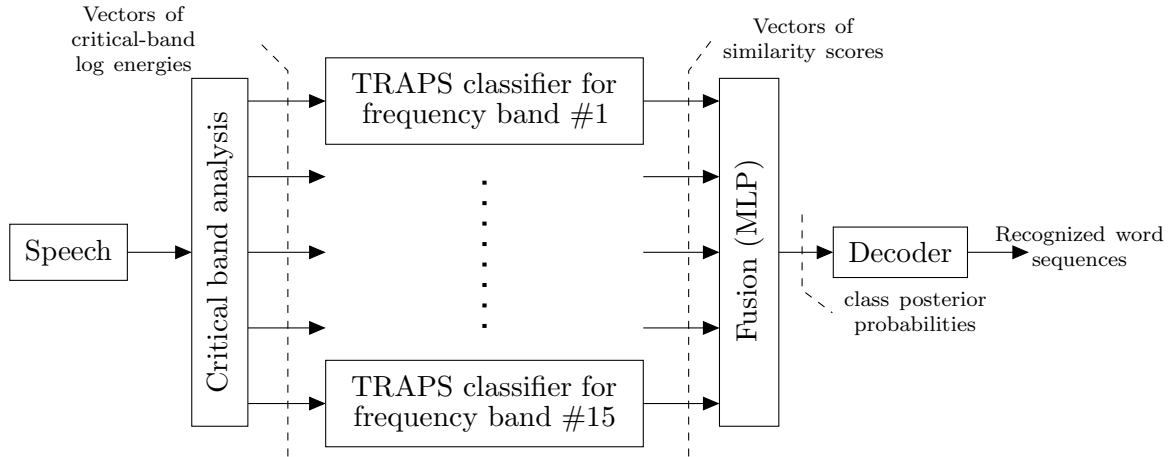 Vectors of
critical-band
log energies
Vectors of
similarity scores
TRAPS classifier for
frequency band #1
Speech
Critical band analysis
Fusion (MLP)
Decoder
Recognized word
sequences
class posterior
probabilities
TRAPS classifier for
frequency band #15